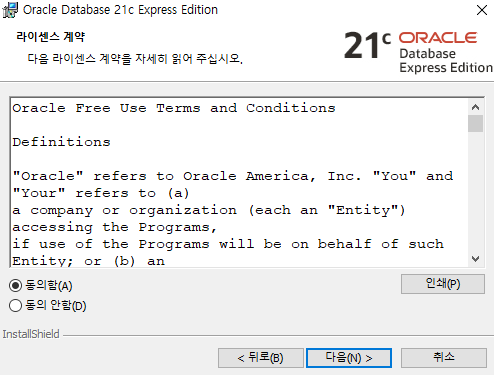 Oracle Database 21c Express Edition
라이센스 계약
다음 라이센스 계약을 자세히 읽어 주십시오.
21c ORACLE
Database
Express Edition
Oracle Free Use Terms and Conditions
Definitions
"Oracle" refers to Oracle America, Inc. "You" and
"Your" refers to (a)
a company or organization (each an "Entity")
accessing the Programs,
if use of the Programs will be on behalf of such
Entity; or (b) an
동의함(A)
인쇄(P)
동의 안함(D)
InstallShield
< 뒤로(B)
다음(N) >
취소